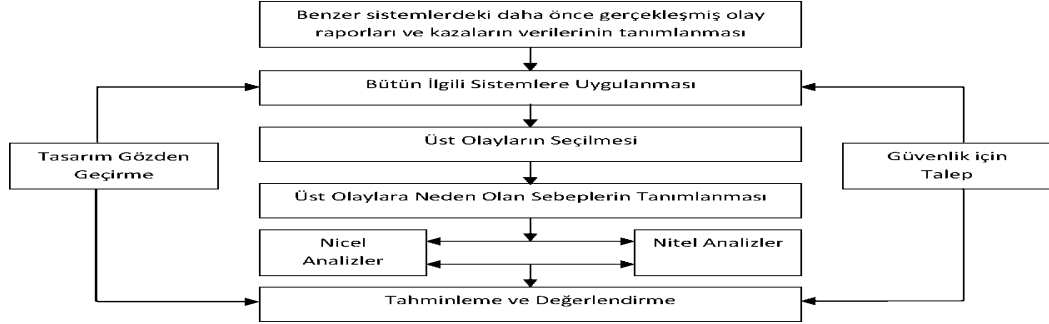 Benzer sistemlerdeki daha önce gerçekleşmiş olay
raporları ve kazaların verilerinin tanımlanması
Bütün İlgili Sistemlere Uygulanması
Üst Olayların Seçilmesi
Tasarım Gözden
Geçirme
Güvenlik için
Talep
Üst Olaylara Neden Olan Sebeplerin Tanımlanması
Nicel
Analizler
Nitel Analizler
Tahminleme ve Değerlendirme